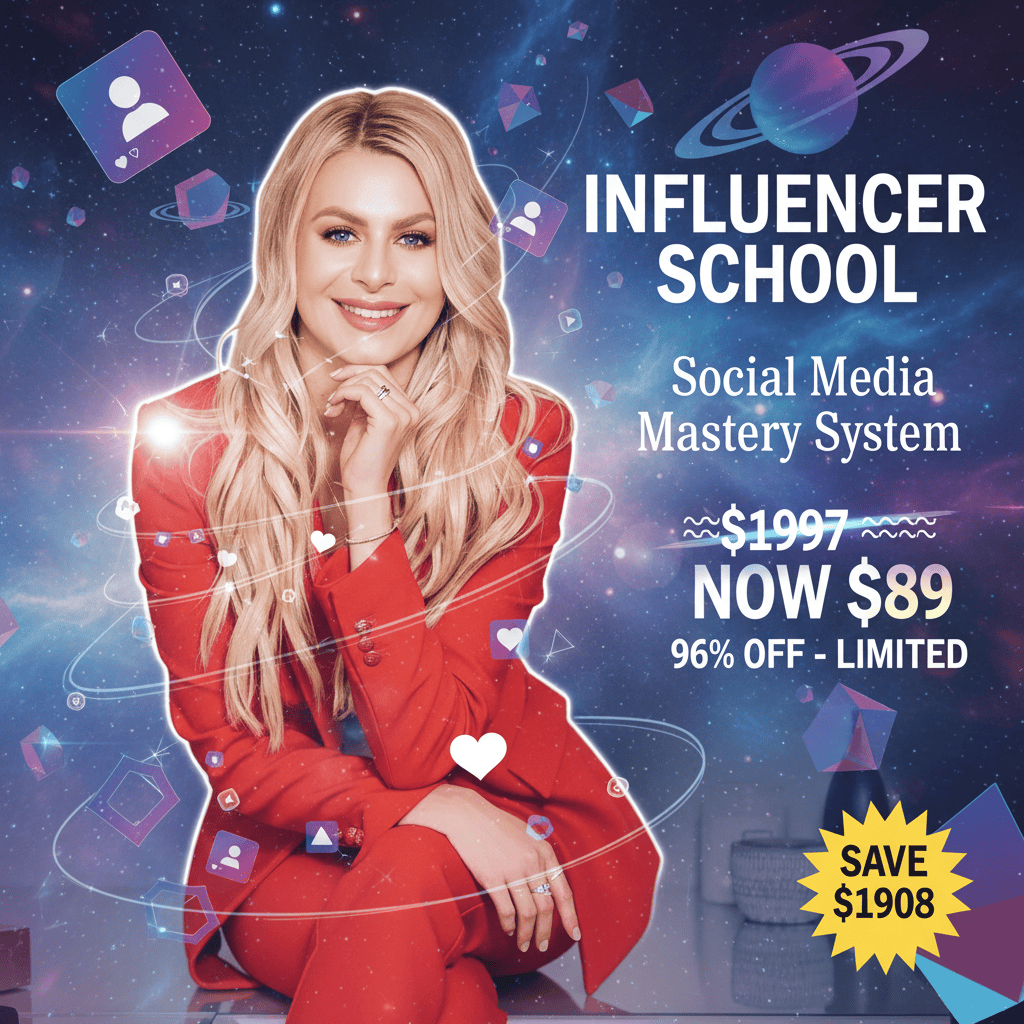 INFLUENCER
SCHOOL
Social Media
Mastery System
$1997
NOW $89
96% OFF - LIMITED
SAVE
$1908